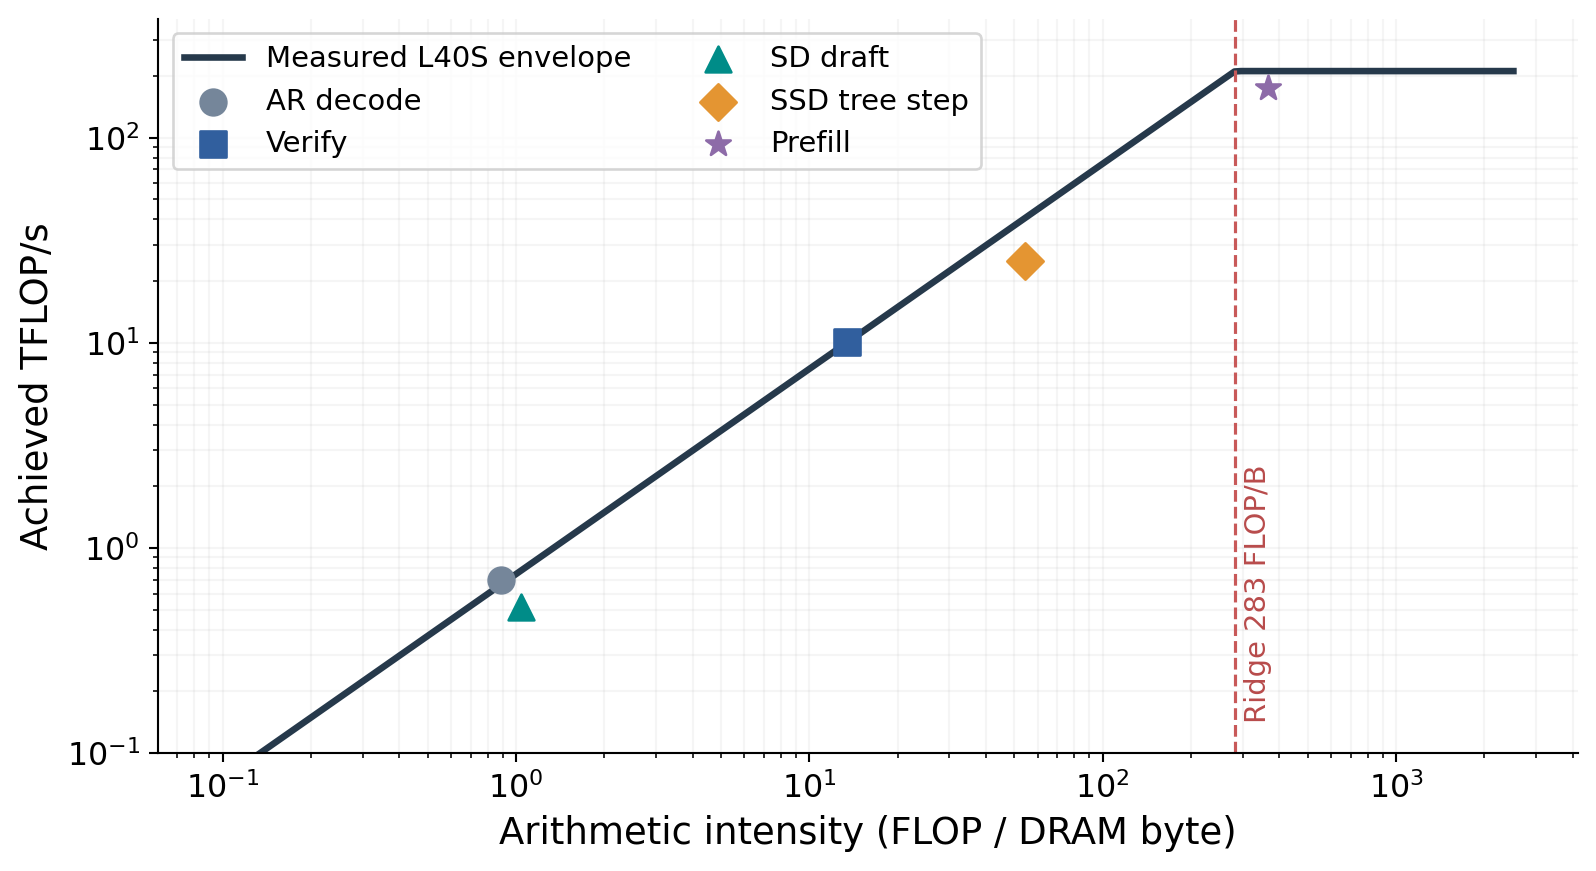 Measured L40S envelope
AR decode
Verify
SD draft
SSD tree step
Prefill
Achieved TFLOP/s
10²
10¹
10⁰
10⁻¹
Ridge 283 FLOP/B
10⁻¹
10⁰
10¹
10²
10³
Arithmetic intensity (FLOP / DRAM byte)